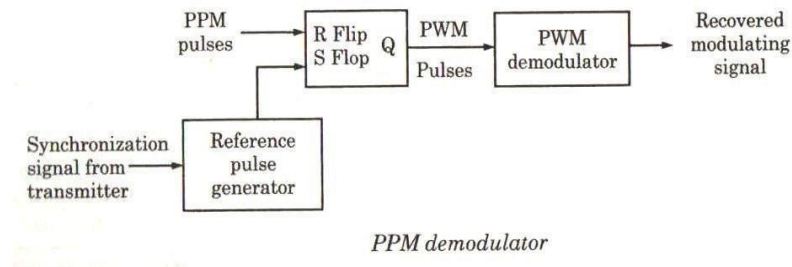 PPM
pulses
R Flip
S Flop
Q
PWM
Pulses
PWM
demodulator
Recovered
modulating
signal
Synchronization
signal from
transmitter
Reference
pulse
generator
PPM demodulator